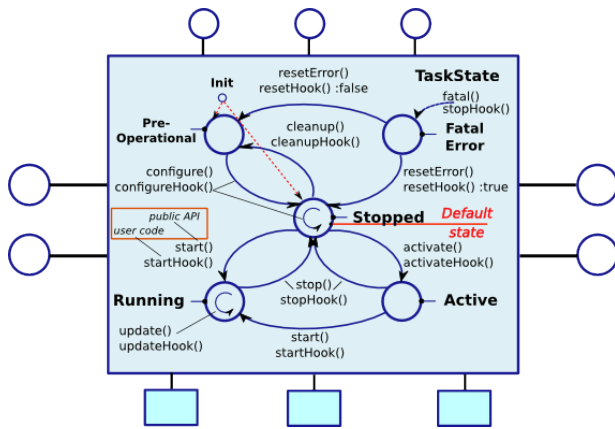 Init
resetError()
resetHook() :false
TaskState
fatal()
stopHook()
Pre-
Operational
cleanup()
cleanupHook()
Fatal
Error
configure()
configureHook()
resetError()
resetHook() :true
public API
user code
Stopped
Default
state
start()
startHook()
activate()
activateHook()
Running
stop()
stopHook()
Active
update()
updateHook()
start()
startHook()